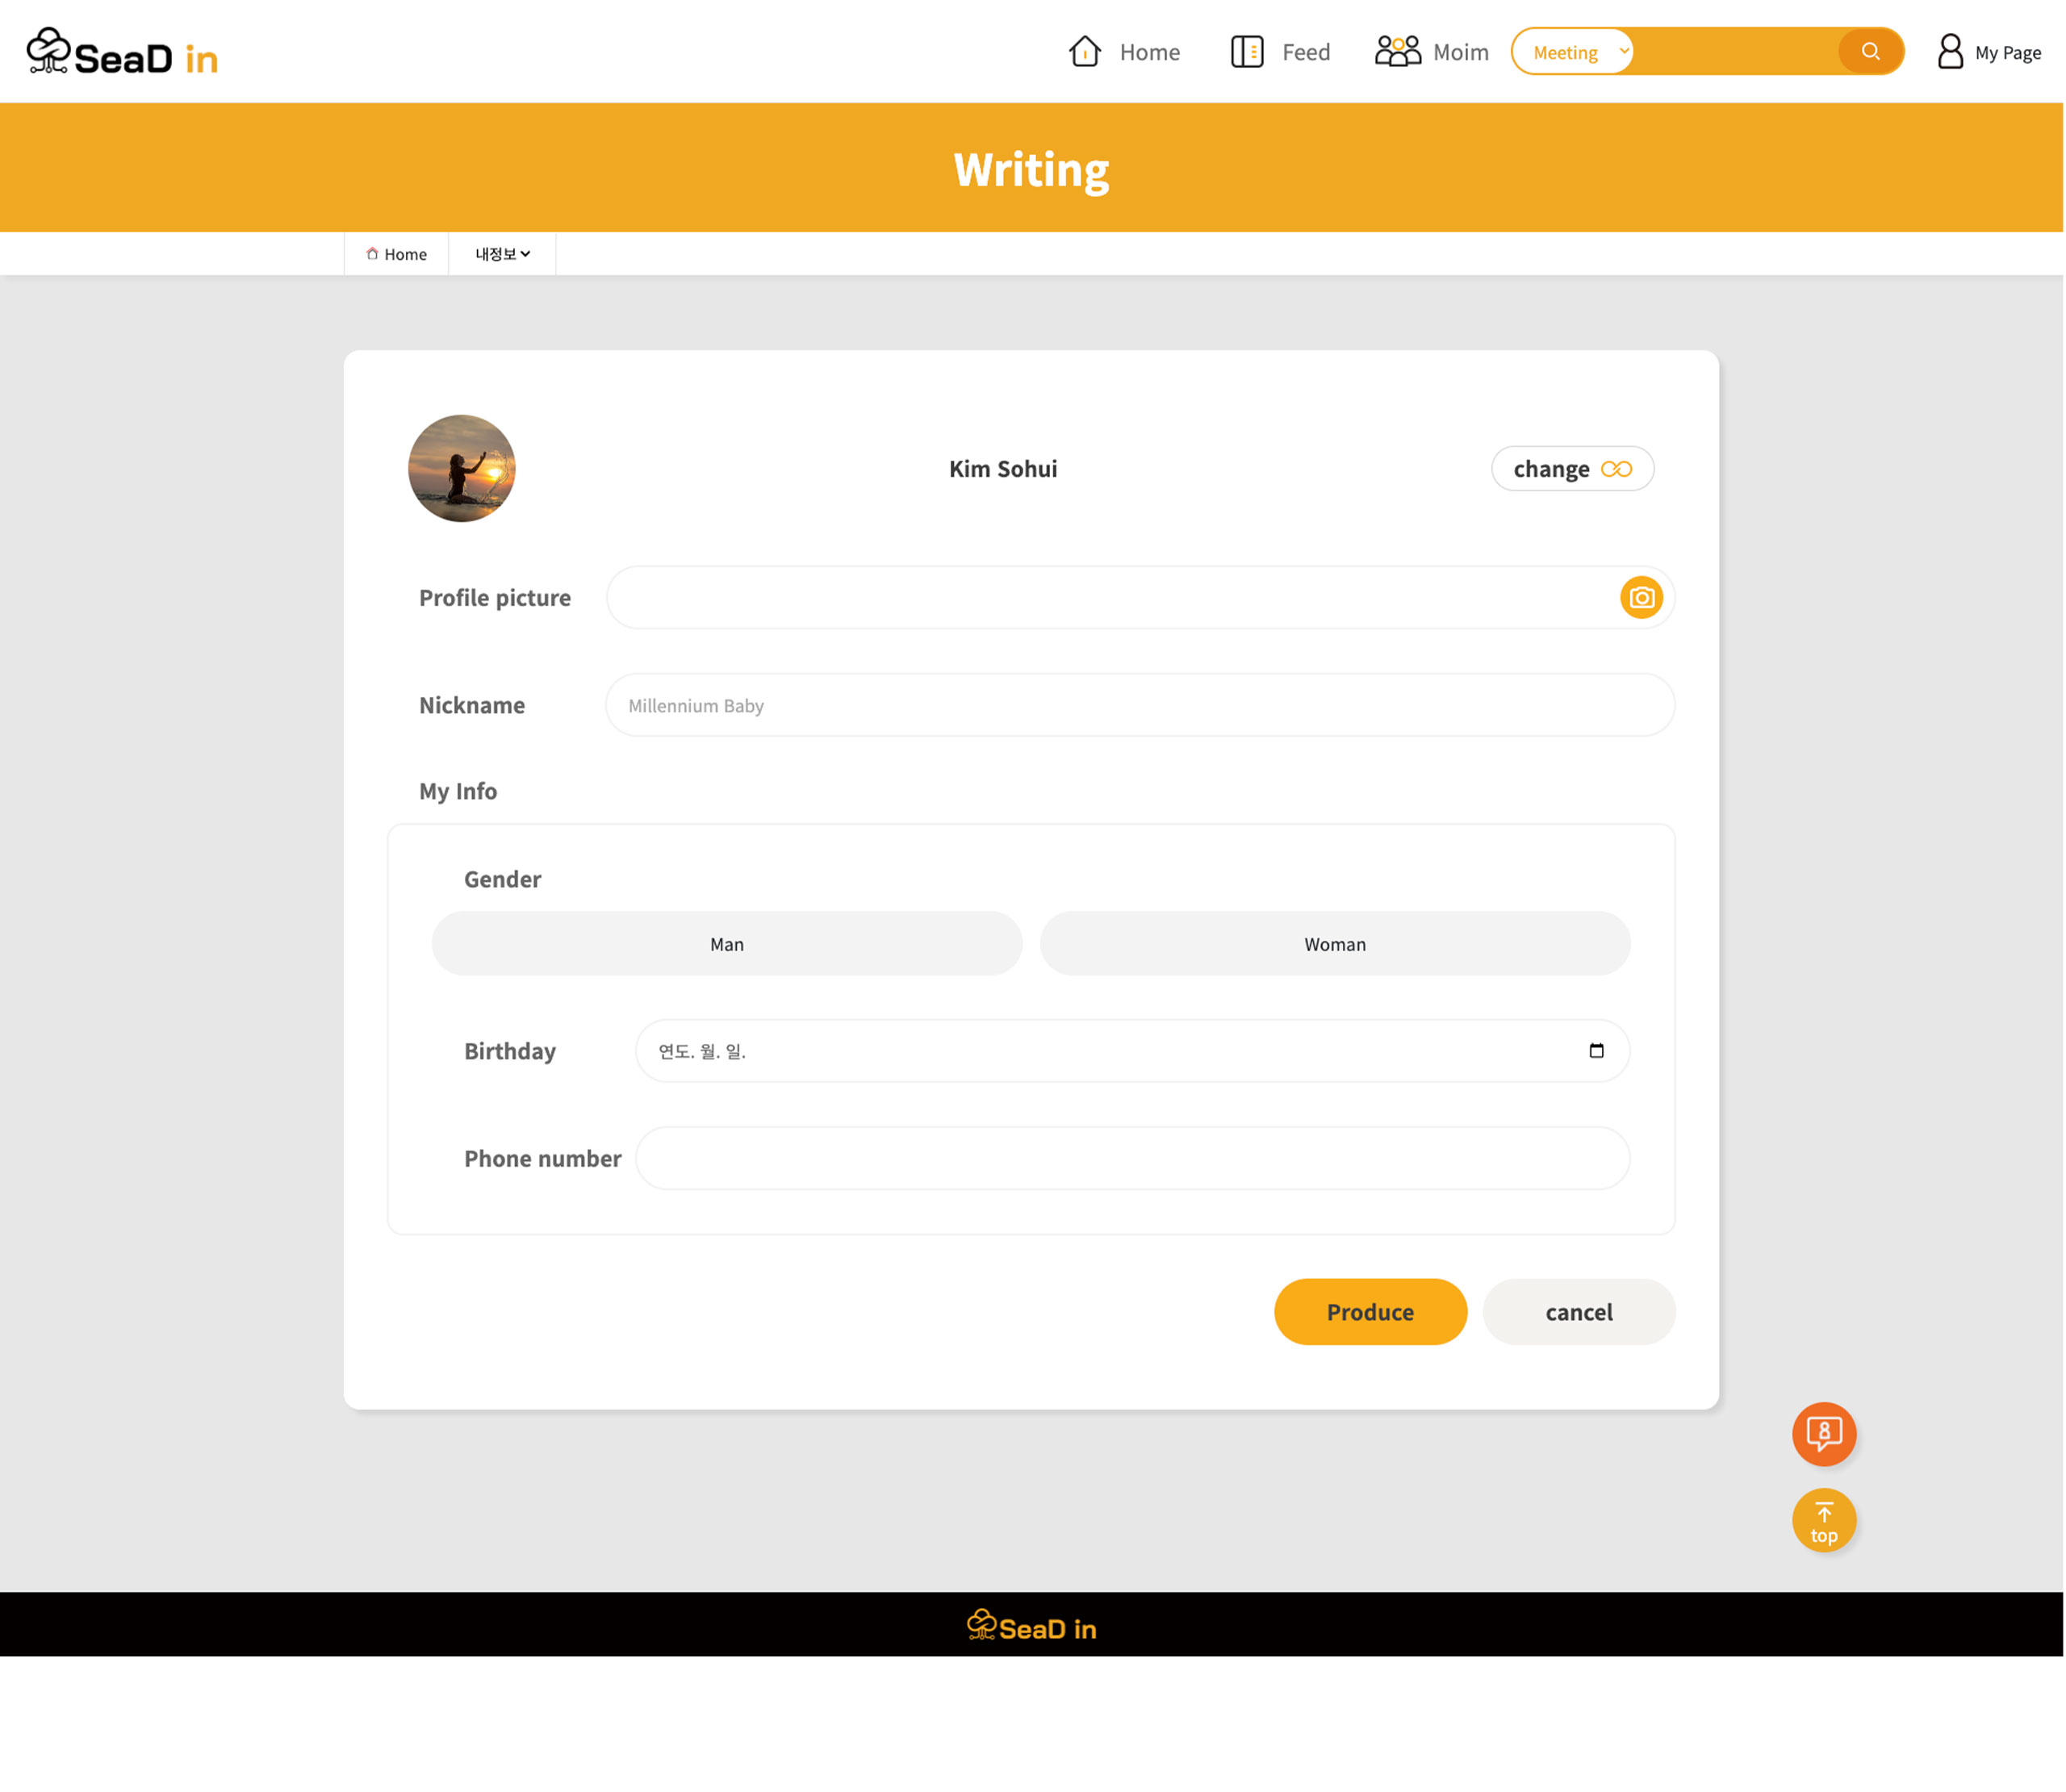 SeaD in
Home Feed Moim Meeting My Page
Writing
Home 내정보
Kim Sohui change
Profile picture
Nickname Millennium Baby
My Info
Gender
Man Woman
Birthday 연도. 월. 일.
Phone number
Produce cancel
8
top
SeaD in